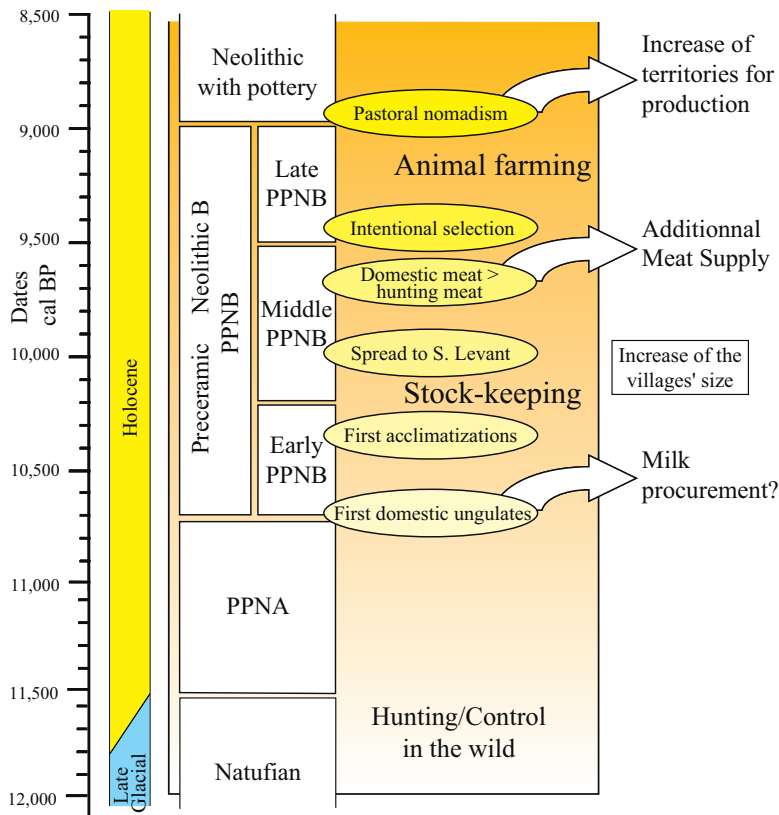 8,500
9,000
9,500
10,000
10,500
11,000
11,500
12,000
Dates
cal BP
Holocene
Late
Glacial
Neolithic
with pottery
Preceramic Neolithic B
PPNB
Late
PPNB
Middle
PPNB
Early
PPNB
PPNA
Natufian
Pastoral nomadism
Animal farming
Intentional selection
Domestic meat >
hunting meat
Spread to S. Levant
Stock-keeping
First acclimatizations
First domestic ungulates
Hunting/Control
in the wild
Increase of
territories for
production
Additionnal
Meat Supply
Increase of the
villages' size
Milk
procurement?